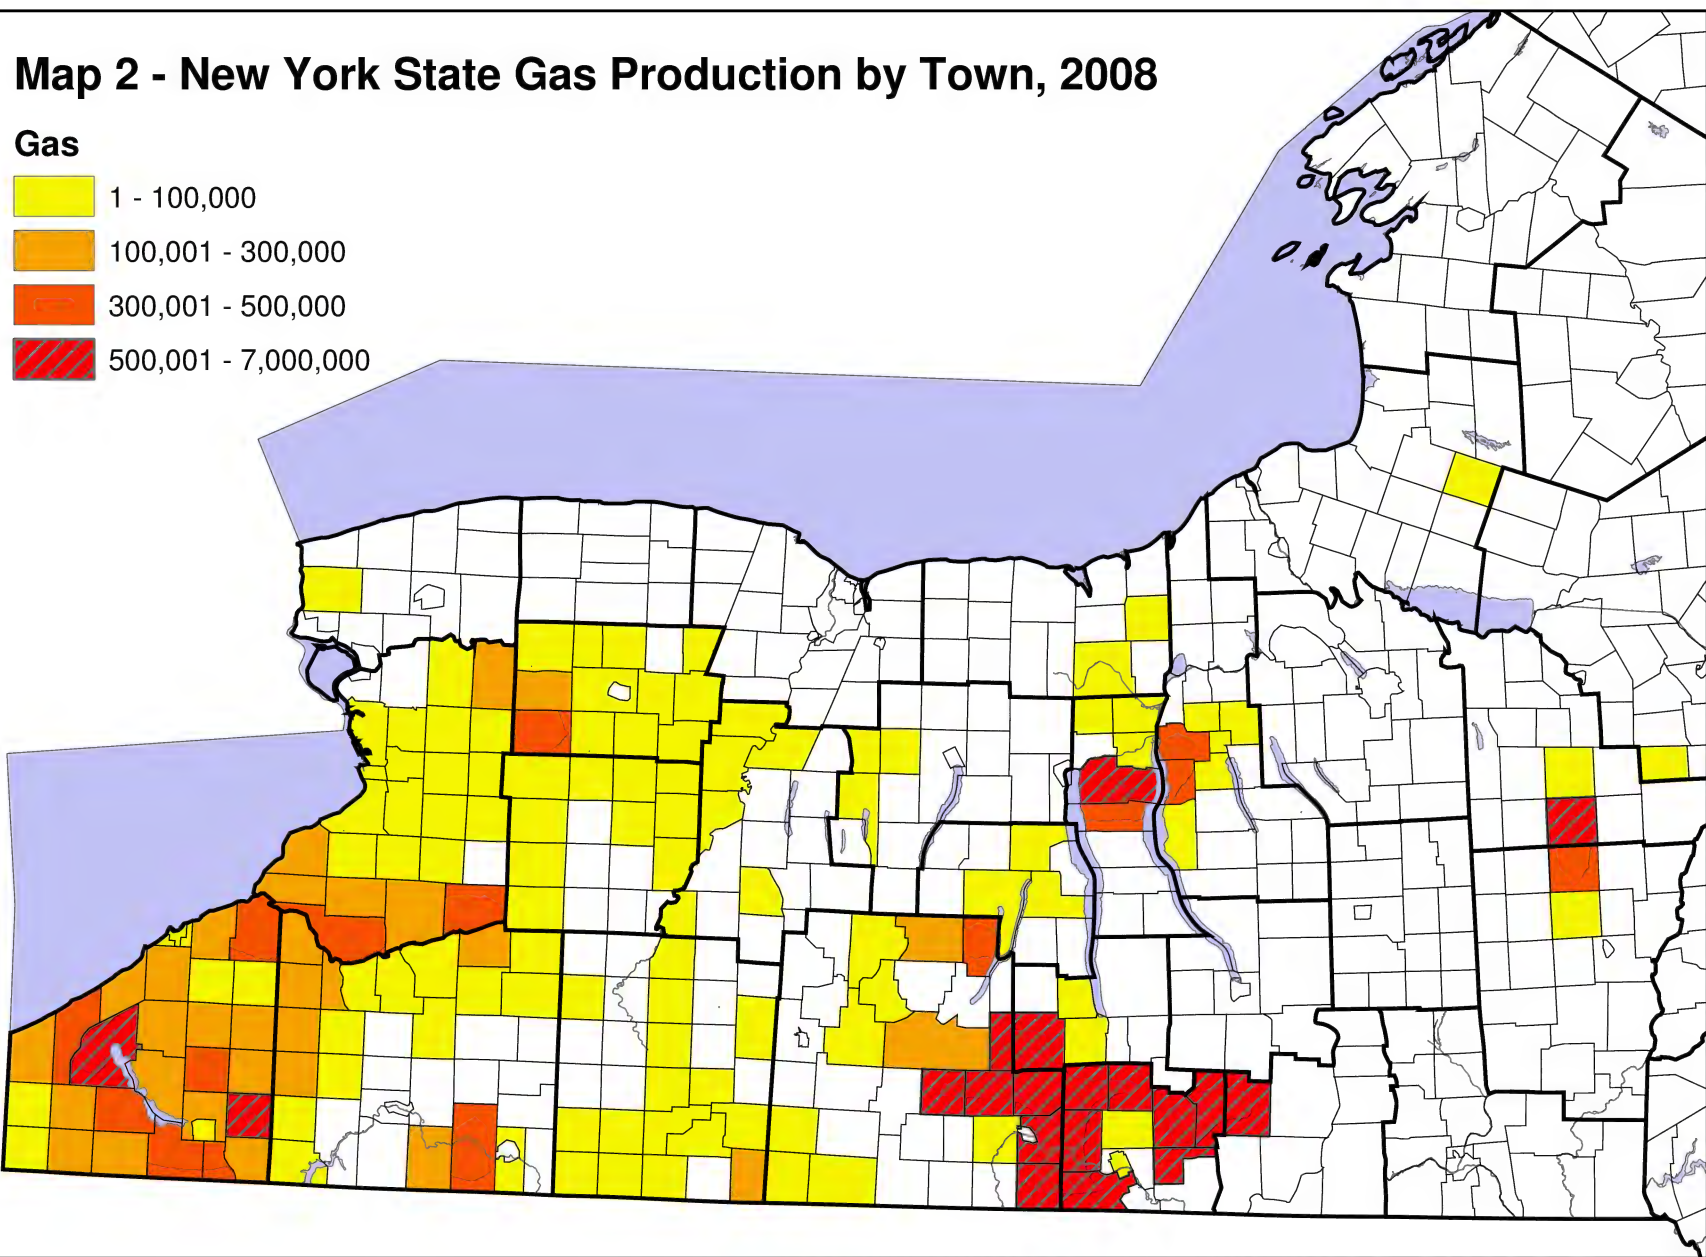 Map 2 - New York State Gas Production by Town, 2008
Gas
1 - 100,000
100,001 - 300,000
300,001 - 500,000
500,001 - 7,000,000